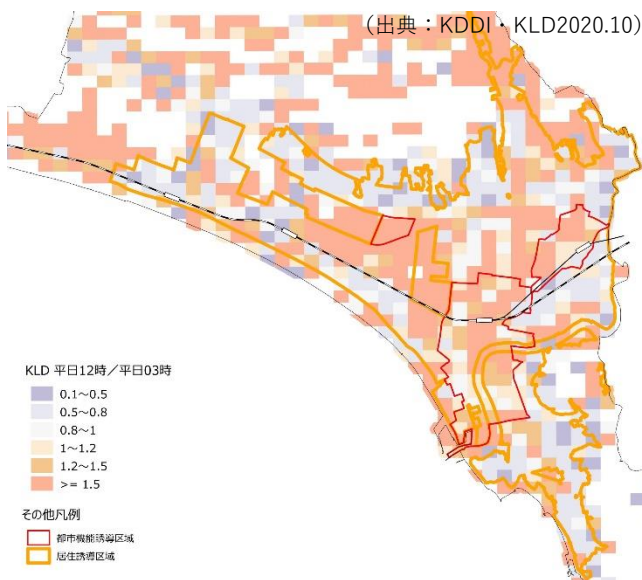 （出典：KDDI・KLD2020.10）
KLD 平日12時／平日03時
0.1～0.5
0.5～0.8
0.8～1
1～1.2
1.2～1.5
>= 1.5
その他凡例
都市機能誘導区域
居住誘導区域